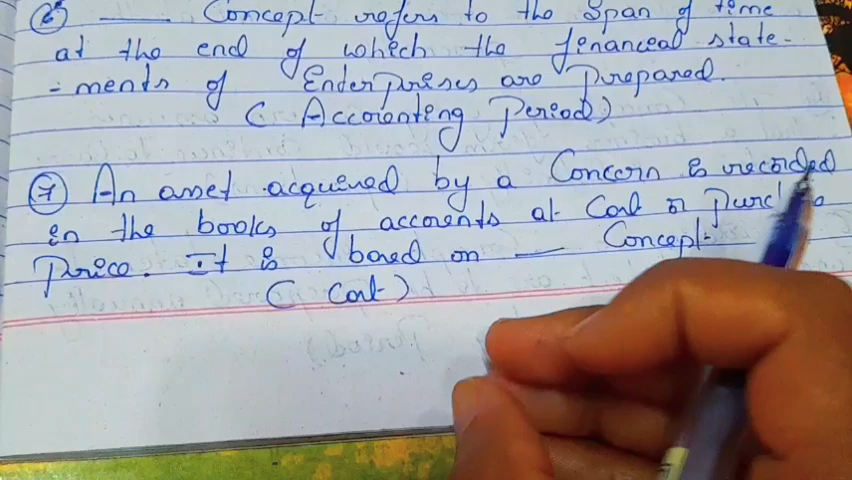 (6) ____ Concept refers to the Span of time
at the end of which the financial state-
-ments of Enterprises are prepared.
( Accounting Period)
(7) An asset acquired by a Concern is recorded
in the books of accounts at Cost or
price. It is based on ___ Concept
( Cost )